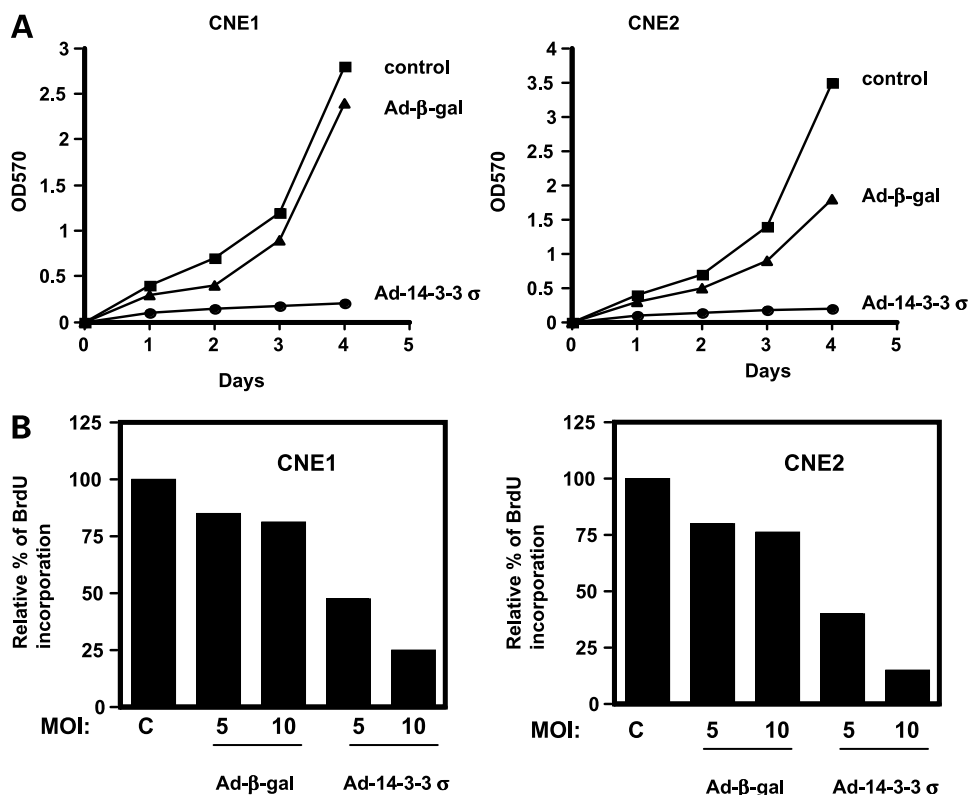 A
CNE1
3
2.5
2
1.5
1
0.5
0
OD570
control
Ad-β-gal
Ad-14-3-3 σ
0 1 2 3 4 5
Days
CNE2
4
3.5
3
2.5
2
1.5
1
0.5
0
OD570
control
Ad-β-gal
Ad-14-3-3 σ
0 1 2 3 4 5
Days
B
CNE1
125
100
75
50
25
0
Relative % of BrdU
incorporation
MOI: C 5 10 5 10
Ad-β-gal Ad-14-3-3 σ
CNE2
125
100
75
50
25
0
Relative % of BrdU
incorporation
MOI: C 5 10 5 10
Ad-β-gal Ad-14-3-3 σ